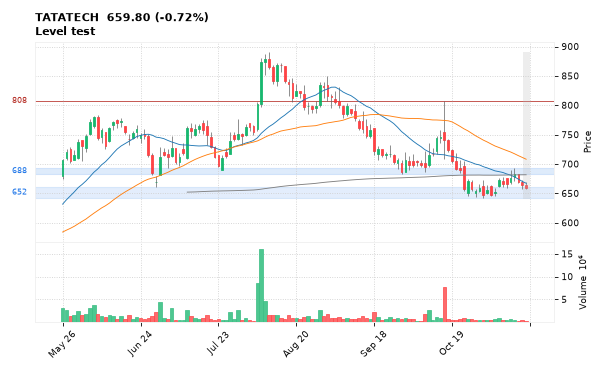 TATATECH 659.80 (-0.72%)
Level test
900
850
808
800
750
700
688
652
650
600
Price
15
10
5
Volume 10⁶
May 26
Jun 24
Jul 23
Aug 20
Sep 18
Oct 19